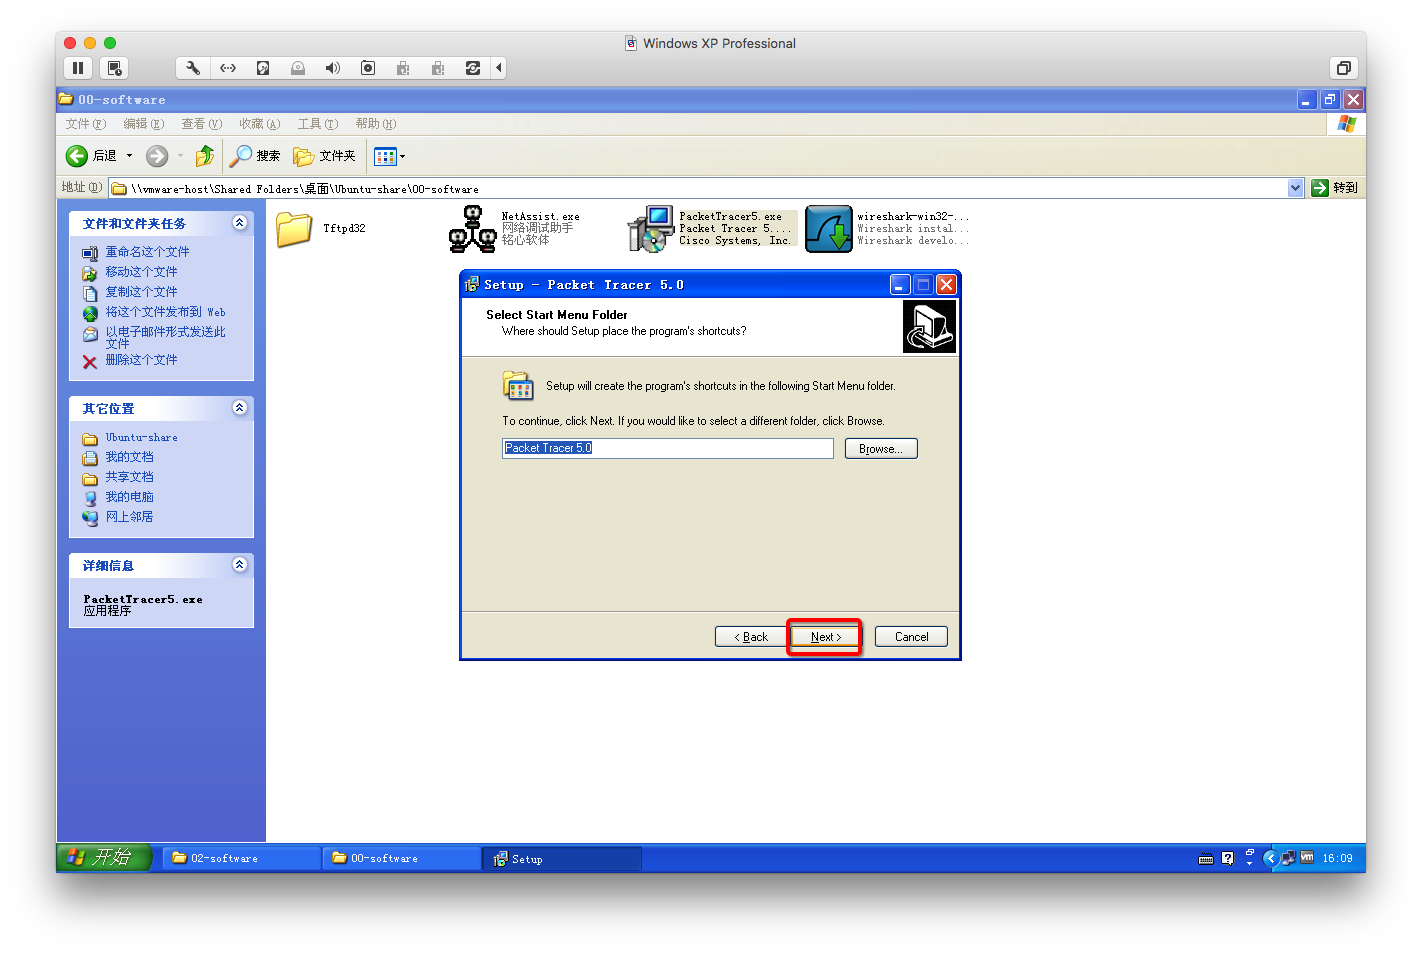 Windows XP Professional
00-software
文件(F) 编辑(E) 查看(V) 收藏(A) 工具(T) 帮助(H)
后退 搜索 文件夹
地址(D) \\vmware-host\Shared Folders\桌面\Ubuntu-share\00-software 转到
文件和文件夹任务
重命名这个文件
移动这个文件
复制这个文件
将这个文件发布到 Web
以电子邮件形式发送此
文件
删除这个文件
其它位置
Ubuntu-share
我的文档
共享文档
我的电脑
网上邻居
详细信息
PacketTracer5.exe
应用程序
Tftpd32
NetAssist.exe
网络调试助手
铭心软体
PacketTracer5.exe
Packet Tracer 5....
Cisco Systems, Inc.
wireshark-win32-...
Wireshark instal...
Wireshark develo...
Setup - Packet Tracer 5.0
Select Start Menu Folder
Where should Setup place the program's shortcuts?
Setup will create the program's shortcuts in the following Start Menu folder.
To continue, click Next. If you would like to select a different folder, click Browse.
Packet Tracer 5.0 Browse...
< Back Next > Cancel
开始 02-software 00-software Setup vm 16:09